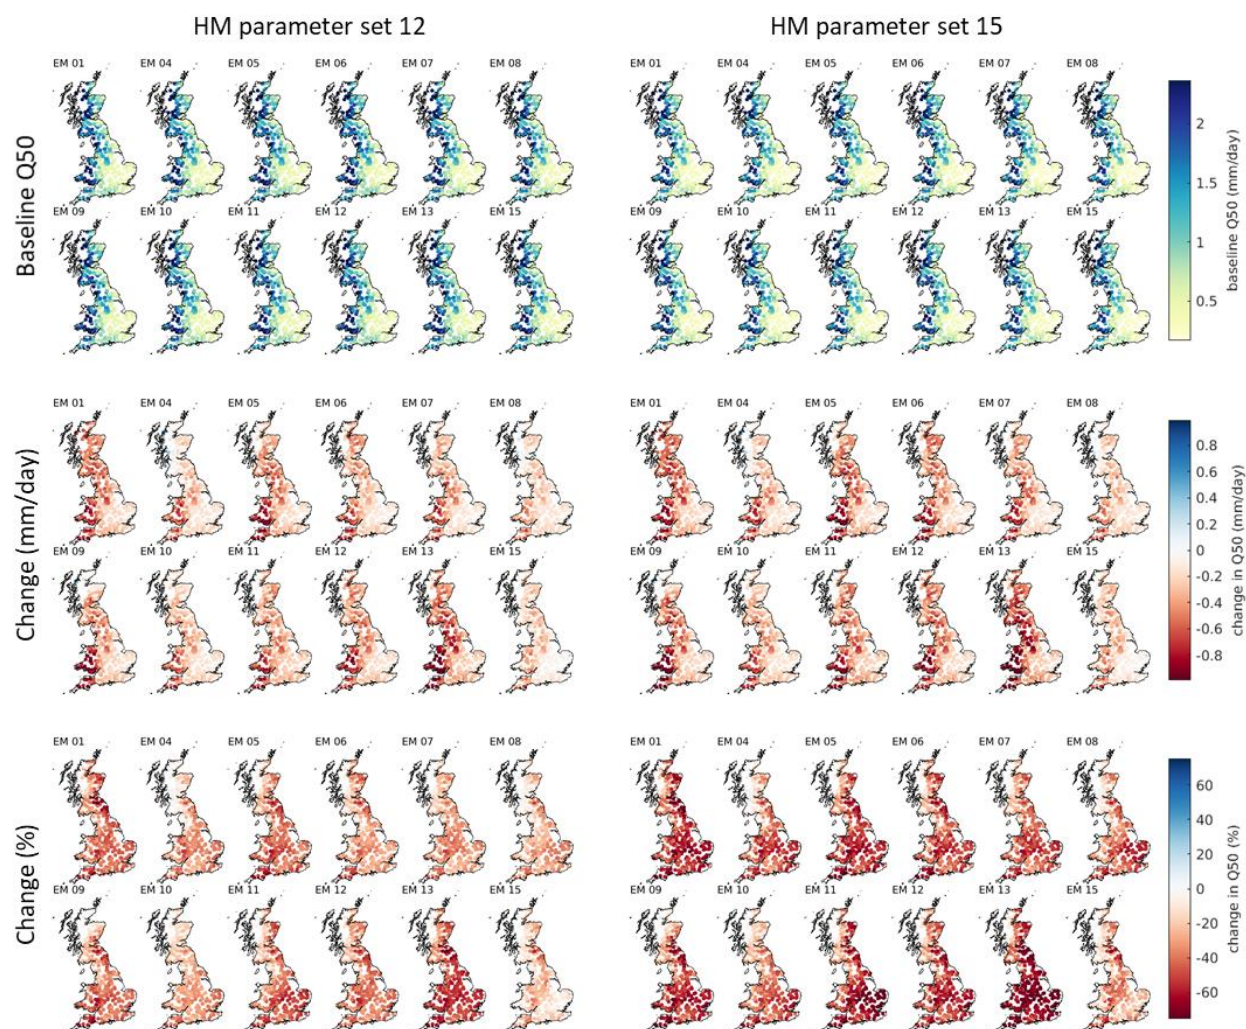 HM parameter set 12 HM parameter set 15
EM 01 EM 04 EM 05 EM 06 EM 07 EM 08 EM 01 EM 04 EM 05 EM 06 EM 07 EM 08
Baseline Q50
EM 09 EM 10 EM 11 EM 12 EM 13 EM 15 EM 09 EM 10 EM 11 EM 12 EM 13 EM 15
2
1.5
1
0.5
baseline Q50 (mm/day)
EM 01 EM 04 EM 05 EM 06 EM 07 EM 08 EM 01 EM 04 EM 05 EM 06 EM 07 EM 08
Change (mm/day)
EM 09 EM 10 EM 11 EM 12 EM 13 EM 15 EM 09 EM 10 EM 11 EM 12 EM 13 EM 15
0.8
0.6
0.4
0.2
0
-0.2
-0.4
-0.6
-0.8
change in Q50 (mm/day)
EM 01 EM 04 EM 05 EM 06 EM 07 EM 08 EM 01 EM 04 EM 05 EM 06 EM 07 EM 08
Change (%)
EM 09 EM 10 EM 11 EM 12 EM 13 EM 15 EM 09 EM 10 EM 11 EM 12 EM 13 EM 15
60
40
20
0
-20
-40
-60
change in Q50 (%)